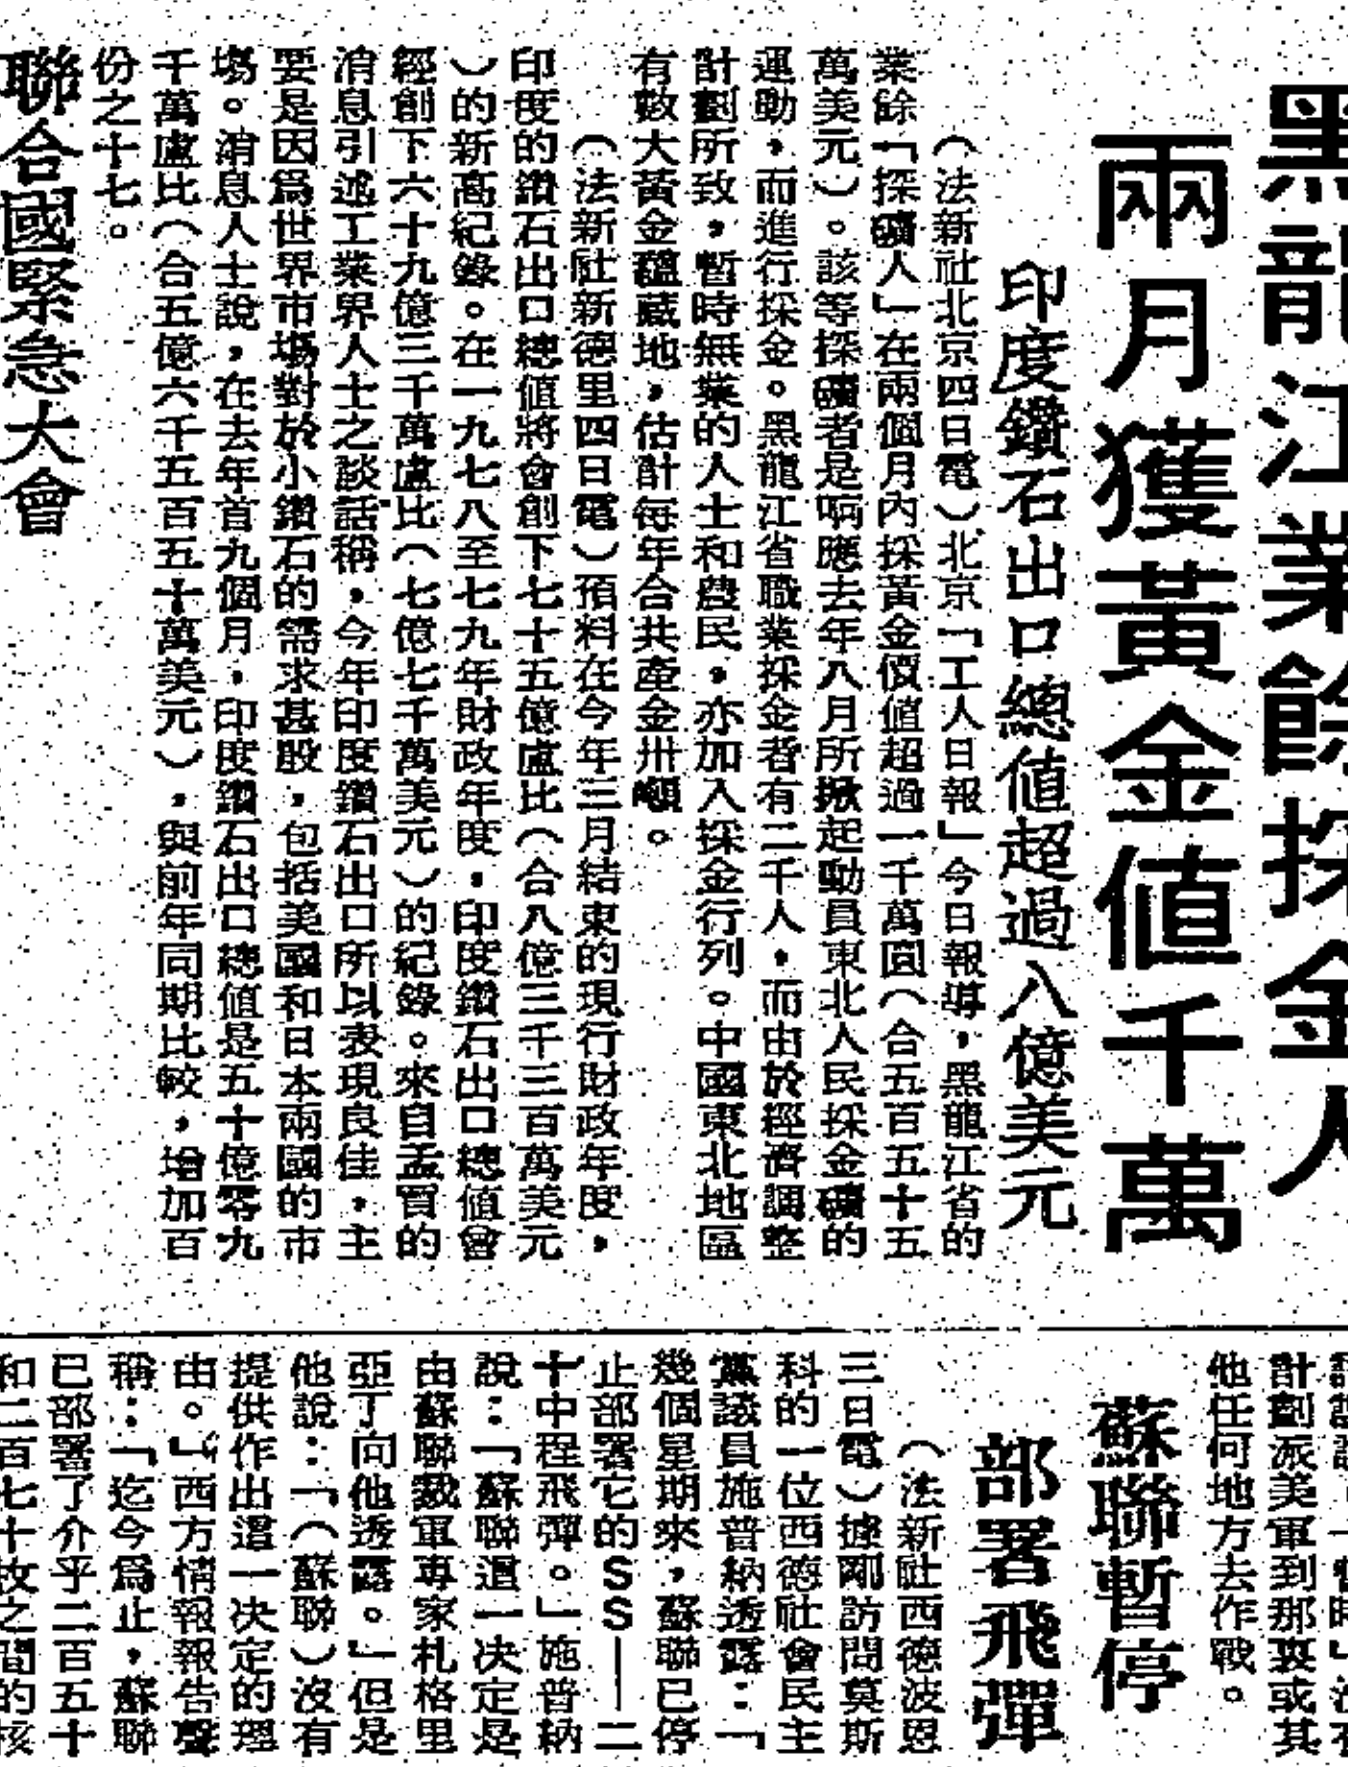 黑龍江業餘採金人
兩月獲黃金值千萬
印度鑽石出口總值超過八億美元
（法新社北京四日電）北京「工人日報」今日報導，黑龍江省的
業餘「探礦人」在兩個月內採黃金價值超過一千萬圓（合五百五十五
萬美元）。該等探礦者是响應去年八月所掀起動員東北人民採金礦的
運動，而進行採金。黑龍江省職業採金者有二千人，而由於經濟調整
計劃所致，暫時無業的人士和農民，亦加入採金行列。中國東北地區
有數大黃金蘊藏地，估計每年合共產金卅噸。
（法新社新德里四日電）預料在今年三月結束的現行財政年度，
印度的鑽石出口總值將會創下七十五億盧比（合八億三千三百萬美元
）的新高紀錄。在一九七八至七九年財政年度，印度鑽石出口總值曾
經創下六十九億三千萬盧比（七億七千萬美元）的紀錄。來自孟買的
消息引述工業界人士之談話稱，今年印度鑽石出口所以表現良佳，主
要是因爲世界市場對於小鑽石的需求甚殷，包括美國和日本兩國的市
場。消息人士說，在去年首九個月，印度鑽石出口總值是五十億零九
千萬盧比（合五億六千五百五十萬美元），與前年同期比較，增加百
份之十七。
聯合國緊急大會
計劃派美軍到那裏或其
他任何地方去作戰。
蘇聯暫停
部署飛彈
（法新社西德波恩
三日電）據剛訪問莫斯
科的一位西德社會民主
黨議員施普納透露：「
幾個星期來，蘇聯已停
止部署它的SS——二
十中程飛彈。」施普納
說：「蘇聯這一決定是
由蘇聯裁軍專家札格里
亞丁向他透露。」但是
他說：「（蘇聯）沒有
提供作出這一決定的理
由。」西方情報報告聲
稱：「迄今爲止，蘇聯
已部署了介乎二百五十
和二百七十枚之間的核